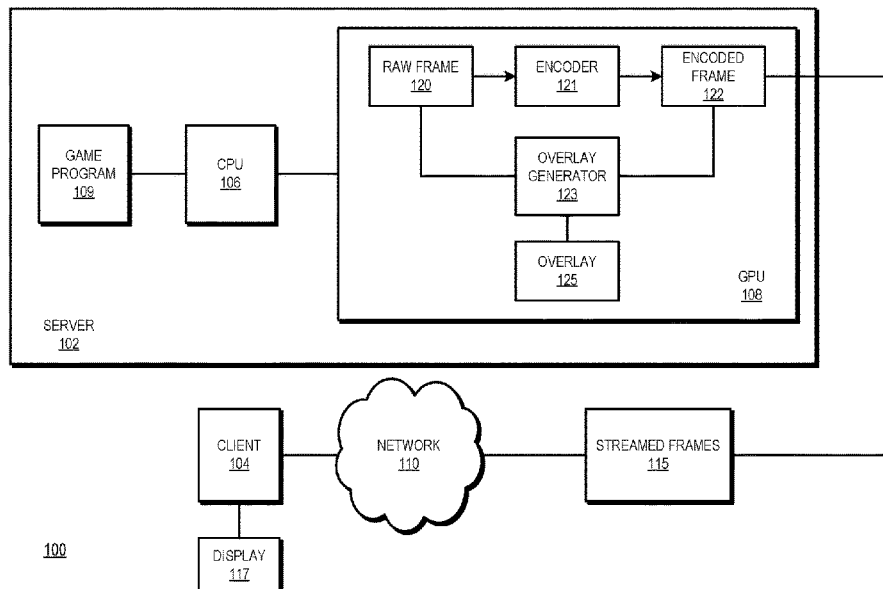 RAW FRAME
120
ENCODER
121
ENCODED
FRAME
122
GAME
PROGRAM
109
CPU
106
OVERLAY
GENERATOR
123
OVERLAY
125
GPU
108
SERVER
102
CLIENT
104
NETWORK
110
STREAMED FRAMES
115
100
DISPLAY
117